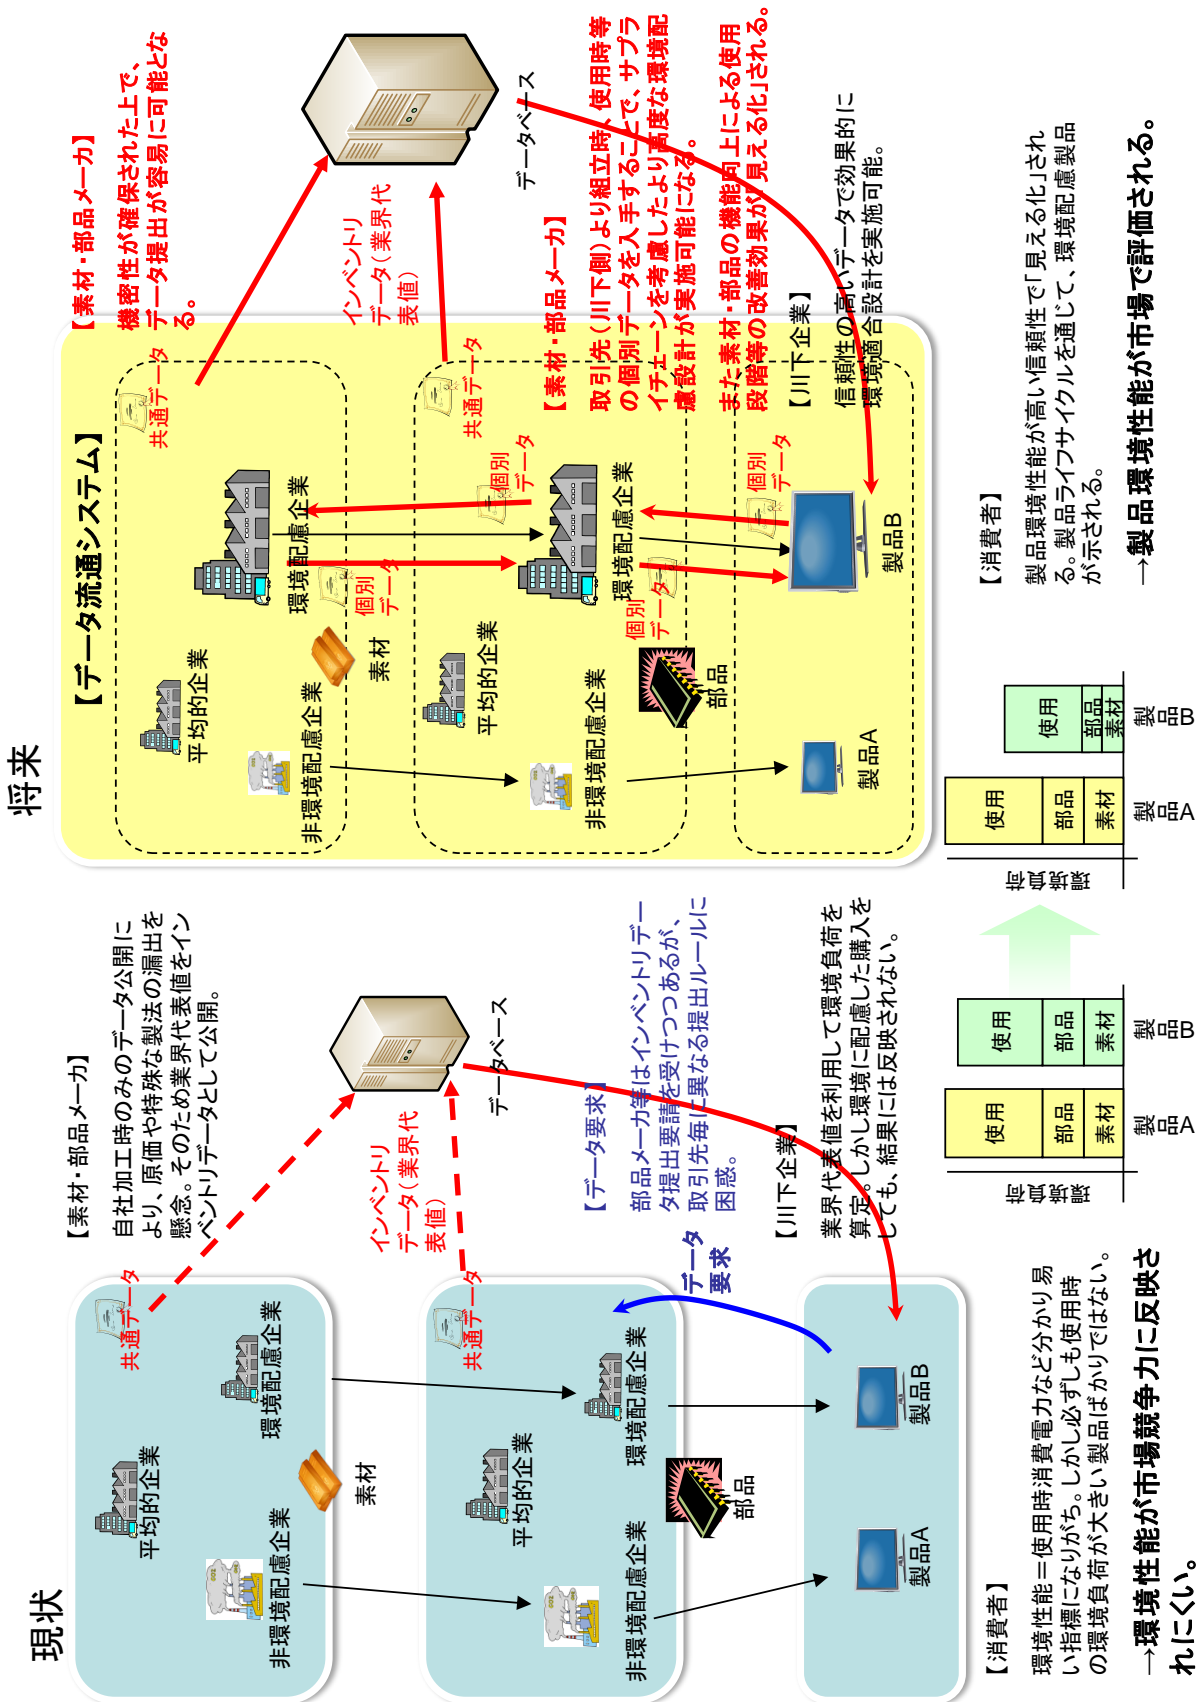 現状
【素材・部品メーカ】
自社加工時のみのデータ公開に
より、原価や特殊な製法の漏出を
懸念。そのため業界代表値をイン
ベントリデータとして公開。
共通データ
平均的企業
環境配慮企業
非環境配慮企業
素材
インベントリ
データ(業界代
表値)
データベース
共通データ
平均的企業
環境配慮企業
非環境配慮企業
部品
データ
要求
【データ要求】
部品メーカ等はインベントリデー
タ提出要請を受けつつあるが、
取引先毎に異なる提出ルールに
困惑。
【川下企業】
業界代表値を利用して環境負荷を
算定。しかし環境に配慮した購入を
しても、結果には反映されない。
製品A
製品B
【消費者】
環境性能=使用時消費電力など分かり易
い指標になりがち。しかし必ずしも使用時
の環境負荷が大きい製品ばかりではない。
→環境性能が市場競争力に反映さ
れにくい。
環境負荷
使用
部品
素材
製品A
使用
部品
素材
製品B
将来
【データ流通システム】
【素材・部品メーカ】
機密性が確保された上で、
データ提出が容易に可能とな
る。
共通データ
平均的企業
環境配慮企業
非環境配慮企業
素材
個別
データ
個別
データ
インベントリ
データ(業界代
表値)
データベース
共通データ
平均的企業
環境配慮企業
非環境配慮企業
部品
個別
データ
個別
データ
【素材・部品メーカ】
取引先(川下側)より組立時、使用時等
の個別データを入手することで、サプラ
イチェーンを考慮したより高度な環境配
慮設計が実施可能になる。
また素材・部品の機能向上による使用
段階等の改善効果が「見える化」される。
【川下企業】
信頼性の高いデータで効果的に
環境適合設計を実施可能。
製品A
製品B
【消費者】
製品環境性能が高い信頼性で「見える化」され
る。製品ライフサイクルを通じて、環境配慮製品
が示される。
→製品環境性能が市場で評価される。
環境負荷
使用
部品
素材
製品A
使用
部品
素材
製品B